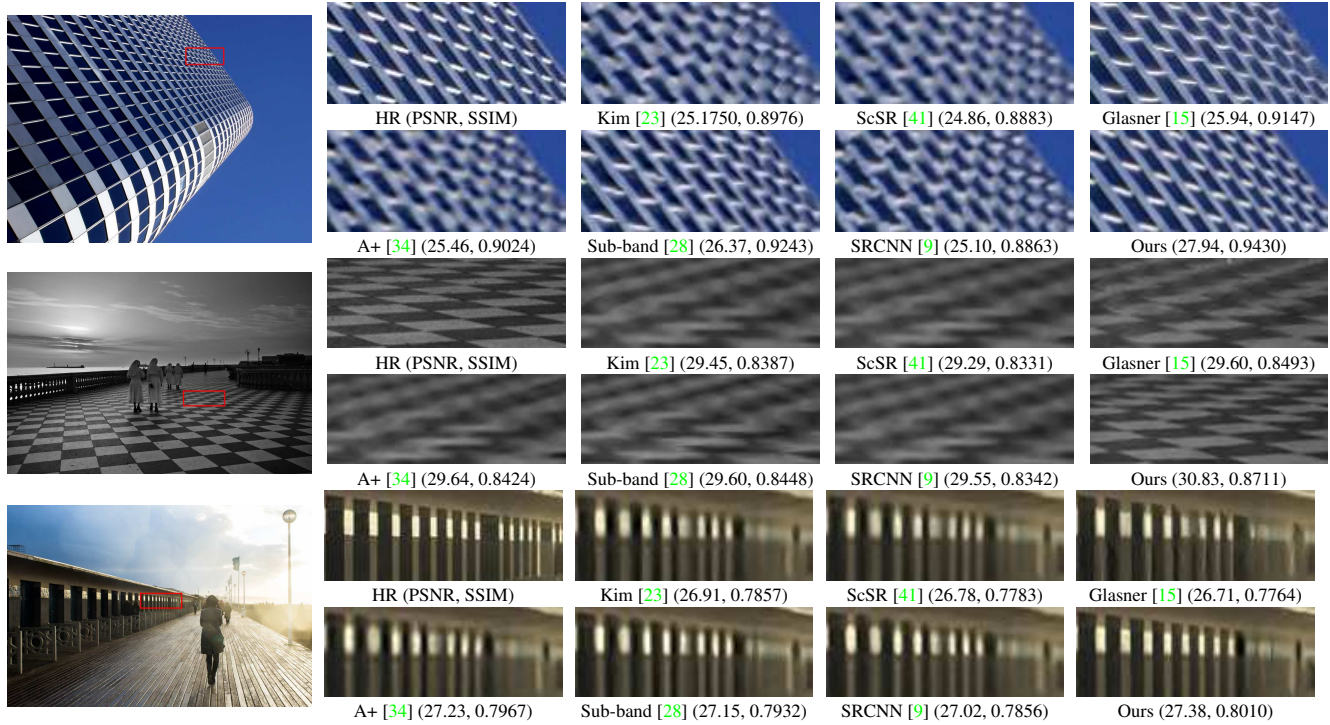 HR (PSNR, SSIM) Kim [23] (25.1750, 0.8976) ScSR [41] (24.86, 0.8883) Glasner [15] (25.94, 0.9147)
A+ [34] (25.46, 0.9024) Sub-band [28] (26.37, 0.9243) SRCNN [9] (25.10, 0.8863) Ours (27.94, 0.9430)
HR (PSNR, SSIM) Kim [23] (29.45, 0.8387) ScSR [41] (29.29, 0.8331) Glasner [15] (29.60, 0.8493)
A+ [34] (29.64, 0.8424) Sub-band [28] (29.60, 0.8448) SRCNN [9] (29.55, 0.8342) Ours (30.83, 0.8711)
HR (PSNR, SSIM) Kim [23] (26.91, 0.7857) ScSR [41] (26.78, 0.7783) Glasner [15] (26.71, 0.7764)
A+ [34] (27.23, 0.7967) Sub-band [28] (27.15, 0.7932) SRCNN [9] (27.02, 0.7856) Ours (27.38, 0.8010)